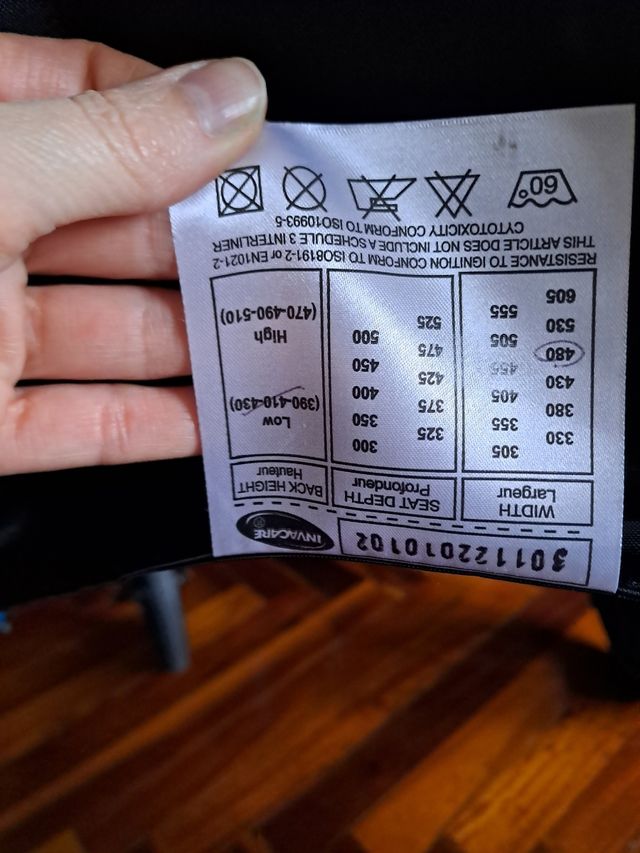 301122010102 INVACARE®
WIDTH
Largeur
SEAT DEPTH
Profondeur
BACK HEIGHT
Hauteur
305
330
355
380
405
430
455
480
505
530
555
605
300
325
350
375
400
425
450
475
500
525
Low
(390-410-430)
High
(470-490-510)
RESISTANCE TO IGNITION CONFORM TO ISO8191-2 or EN1021-2
THIS ARTICLE DOES NOT INCLUDE A SCHEDULE 3 INTERLINER
CYTOTOXICITY CONFORM TO ISO10993-5
60°